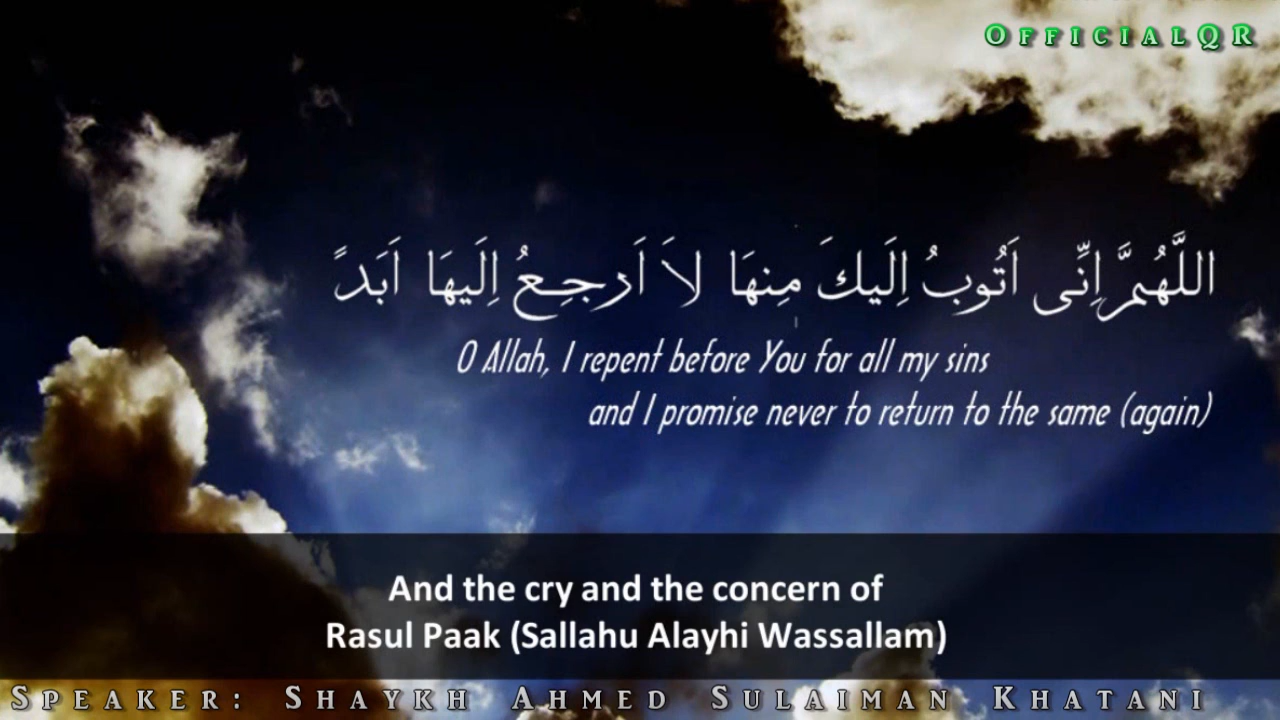 OFFICIALQR
اللَّهُمَّ اِنِّى اَتُوبُ اِلَيكَ مِنهَا لاَ اَرجِعُ اِلَيهَا اَبَدً
O Allah, I repent before You for all my sins
and I promise never to return to the same (again)
And the cry and the concern of
Rasul Paak (Sallahu Alayhi Wassallam)
SPEAKER: SHAYKH AHMED SULAIMAN KHATANI